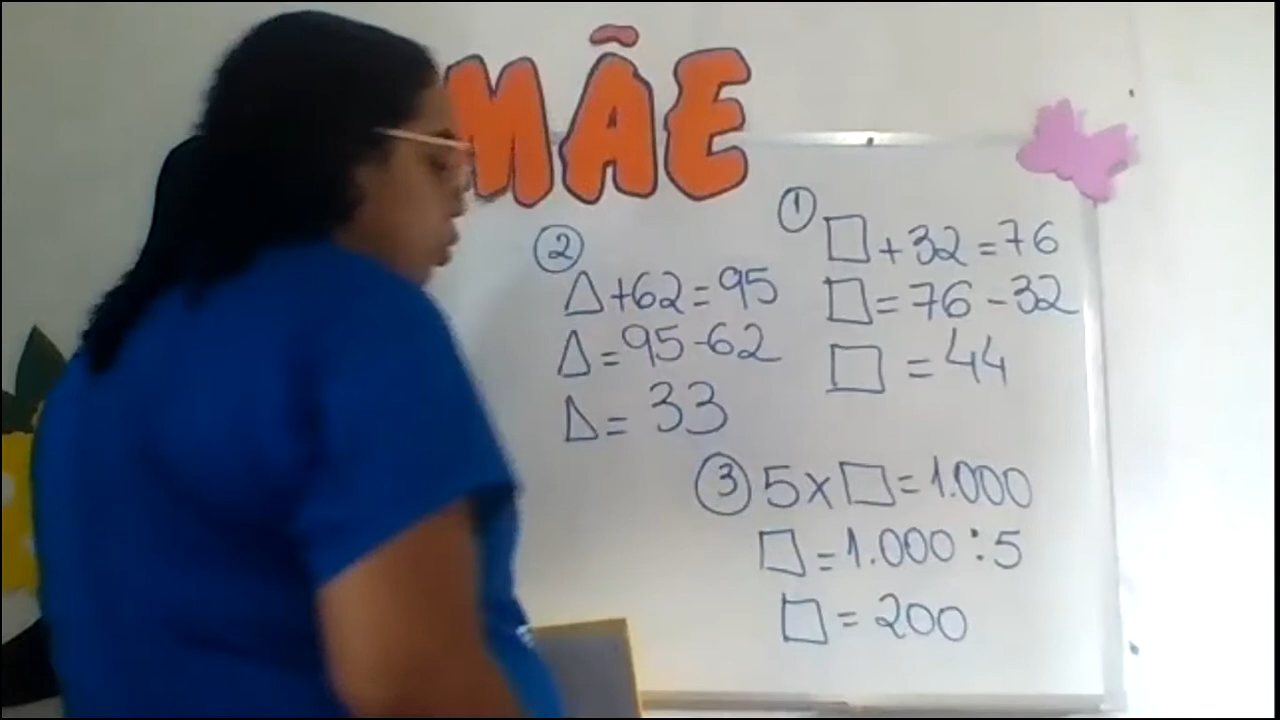 MÃE
① □ + 32 = 76
□ = 76 - 32
□ = 44
② △ + 62 = 95
△ = 95 - 62
△ = 33
③ 5 x □ = 1.000
□ = 1.000 : 5
□ = 200